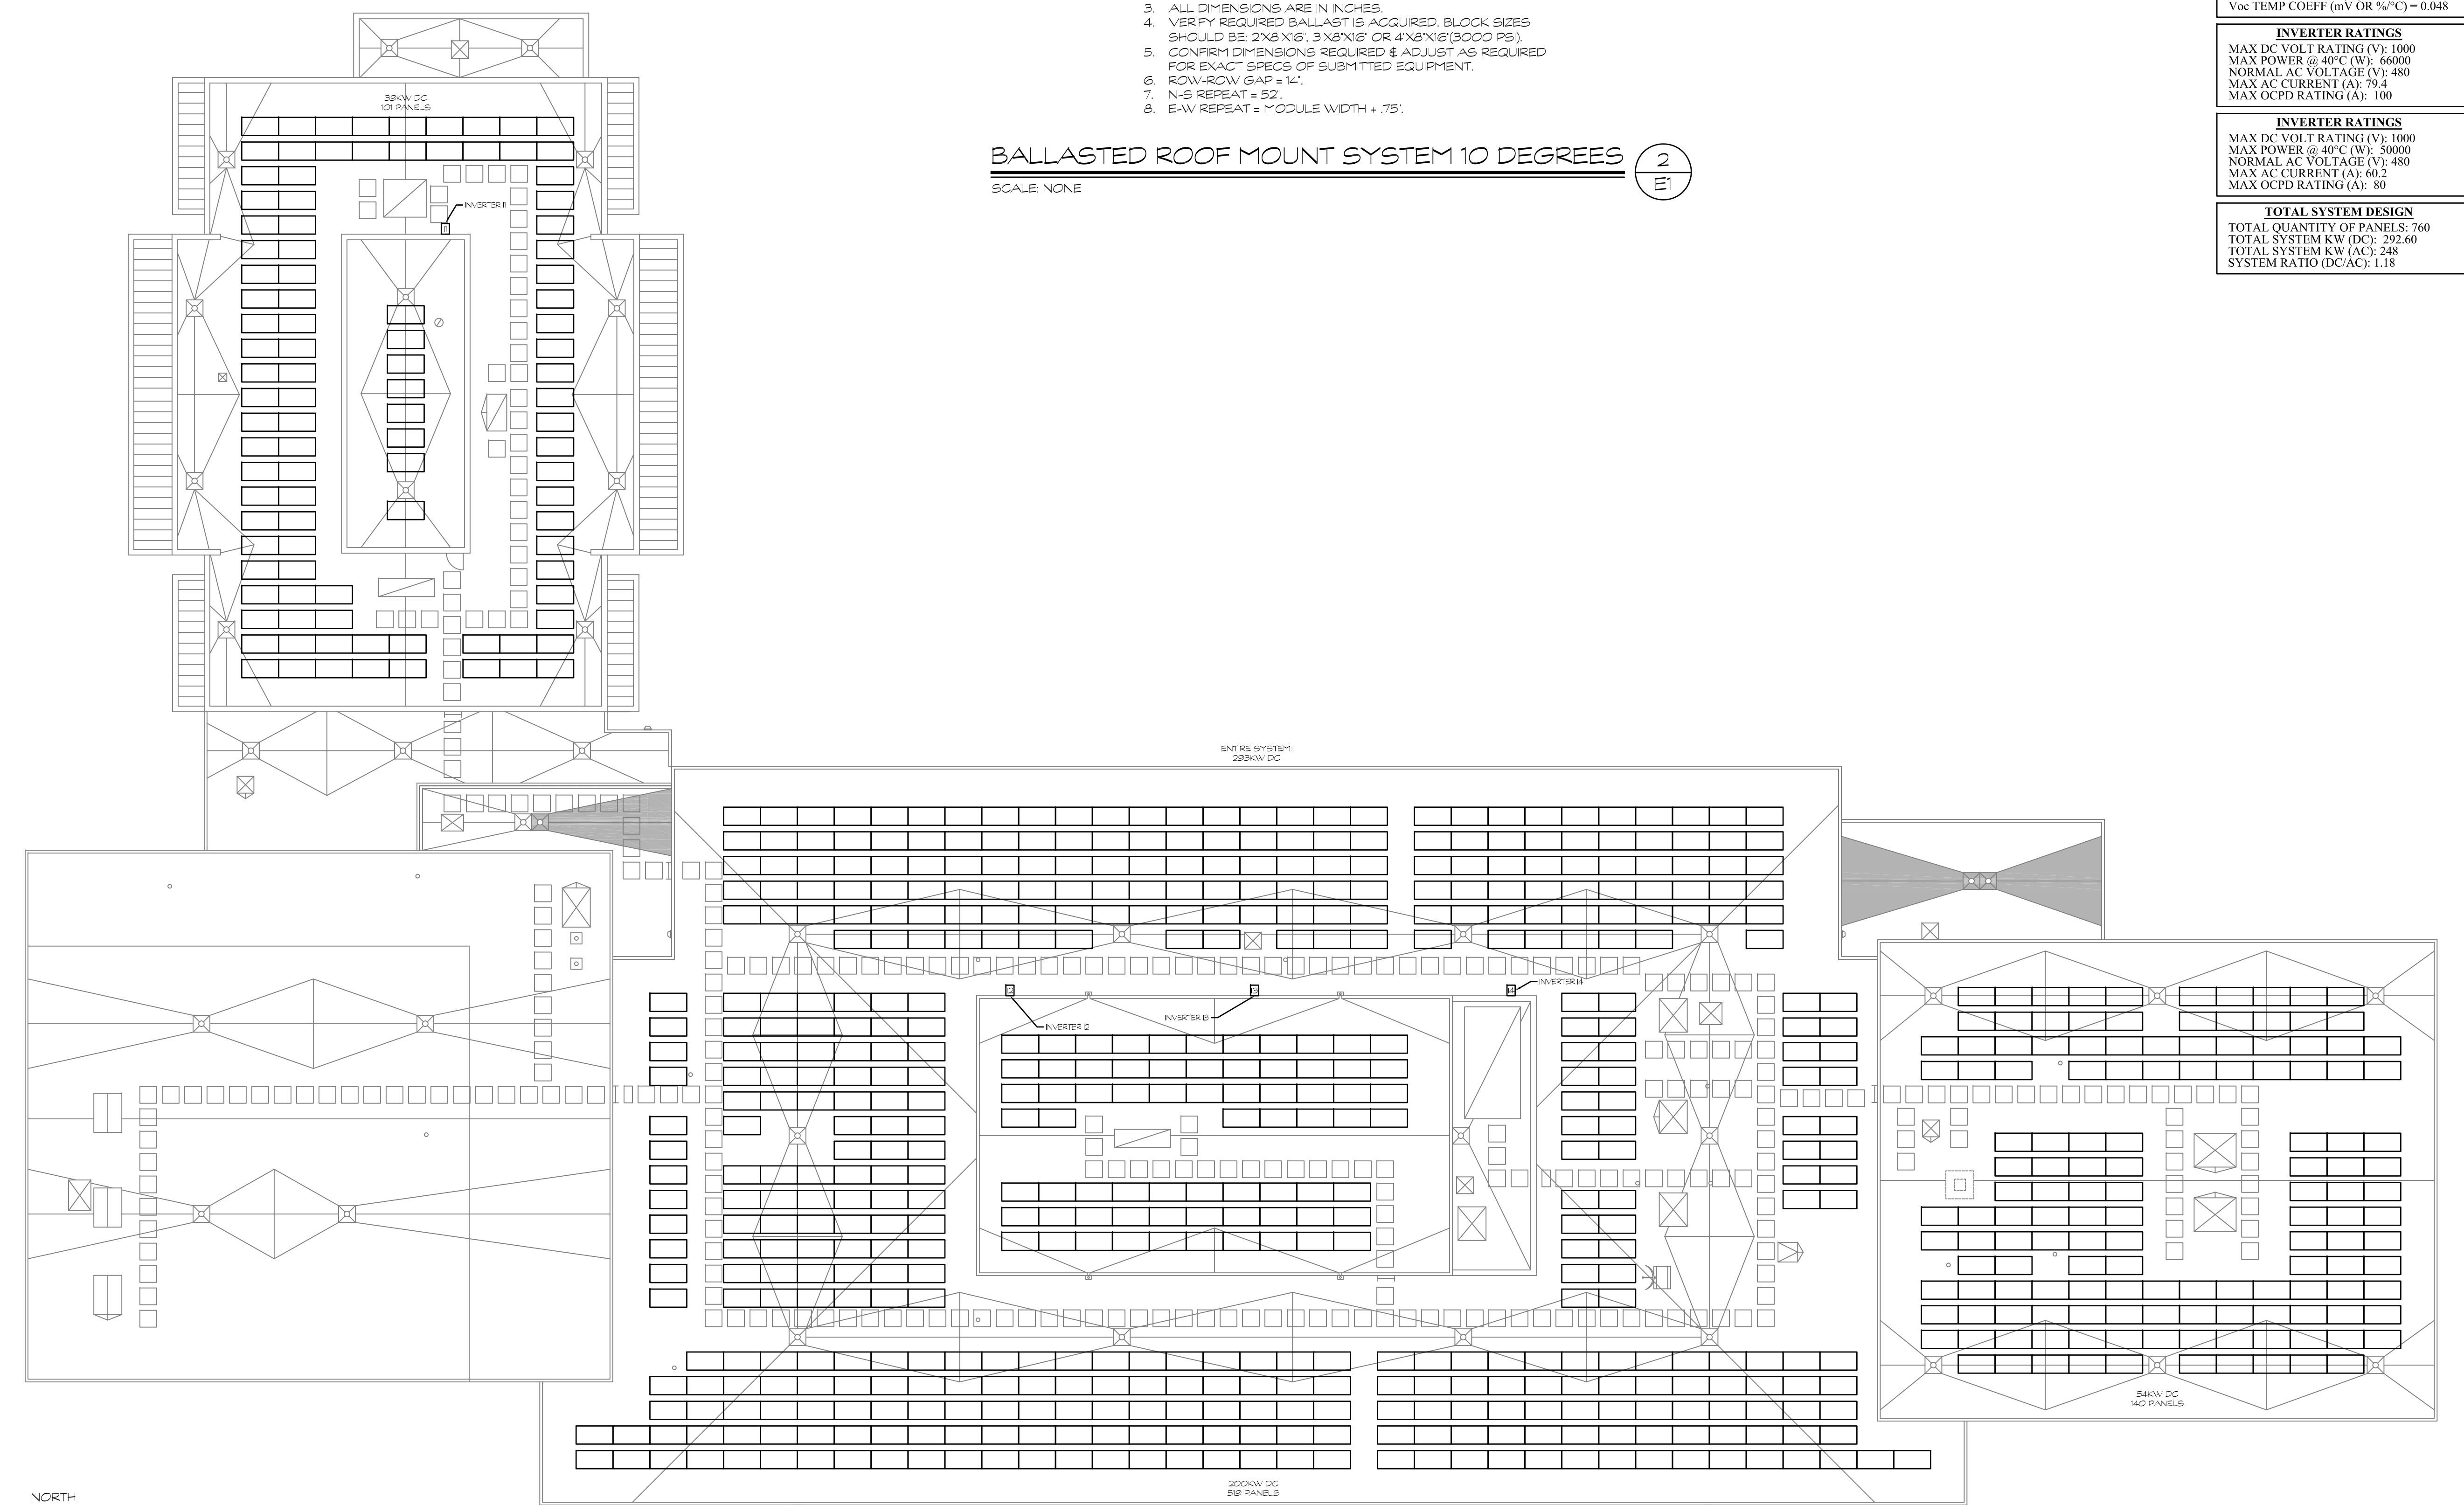 3. ALL DIMENSIONS ARE IN INCHES.
4. VERIFY REQUIRED BALLAST IS ACQUIRED. BLOCK SIZES
SHOULD BE: 2"X8"X16", 3"X8"X16" OR 4"X8"X16"(3000 PSI).
5. CONFIRM DIMENSIONS REQUIRED & ADJUST AS REQUIRED
FOR EXACT SPECS OF SUBMITTED EQUIPMENT.
6. ROW-ROW GAP = 14".
7. N-S REPEAT = 52".
8. E-W REPEAT = MODULE WIDTH + .75".
BALLASTED ROOF MOUNT SYSTEM 10 DEGREES
2
E1
SCALE: NONE
Voc TEMP COEFF (mV OR %/°C) = 0.048
INVERTER RATINGS
MAX DC VOLT RATING (V): 1000
MAX POWER @ 40°C (W): 66000
NORMAL AC VOLTAGE (V): 480
MAX AC CURRENT (A): 79.4
MAX OCPD RATING (A): 100
INVERTER RATINGS
MAX DC VOLT RATING (V): 1000
MAX POWER @ 40°C (W): 50000
NORMAL AC VOLTAGE (V): 480
MAX AC CURRENT (A): 60.2
MAX OCPD RATING (A): 80
TOTAL SYSTEM DESIGN
TOTAL QUANTITY OF PANELS: 760
TOTAL SYSTEM KW (DC): 292.60
TOTAL SYSTEM KW (AC): 248
SYSTEM RATIO (DC/AC): 1.18
39KW DC
101 PANELS
INVERTER I1
I1
ENTIRE SYSTEM:
293KW DC
I2
I3
I4
INVERTER I4
INVERTER I3
INVERTER I2
54KW DC
140 PANELS
200KW DC
519 PANELS
NORTH